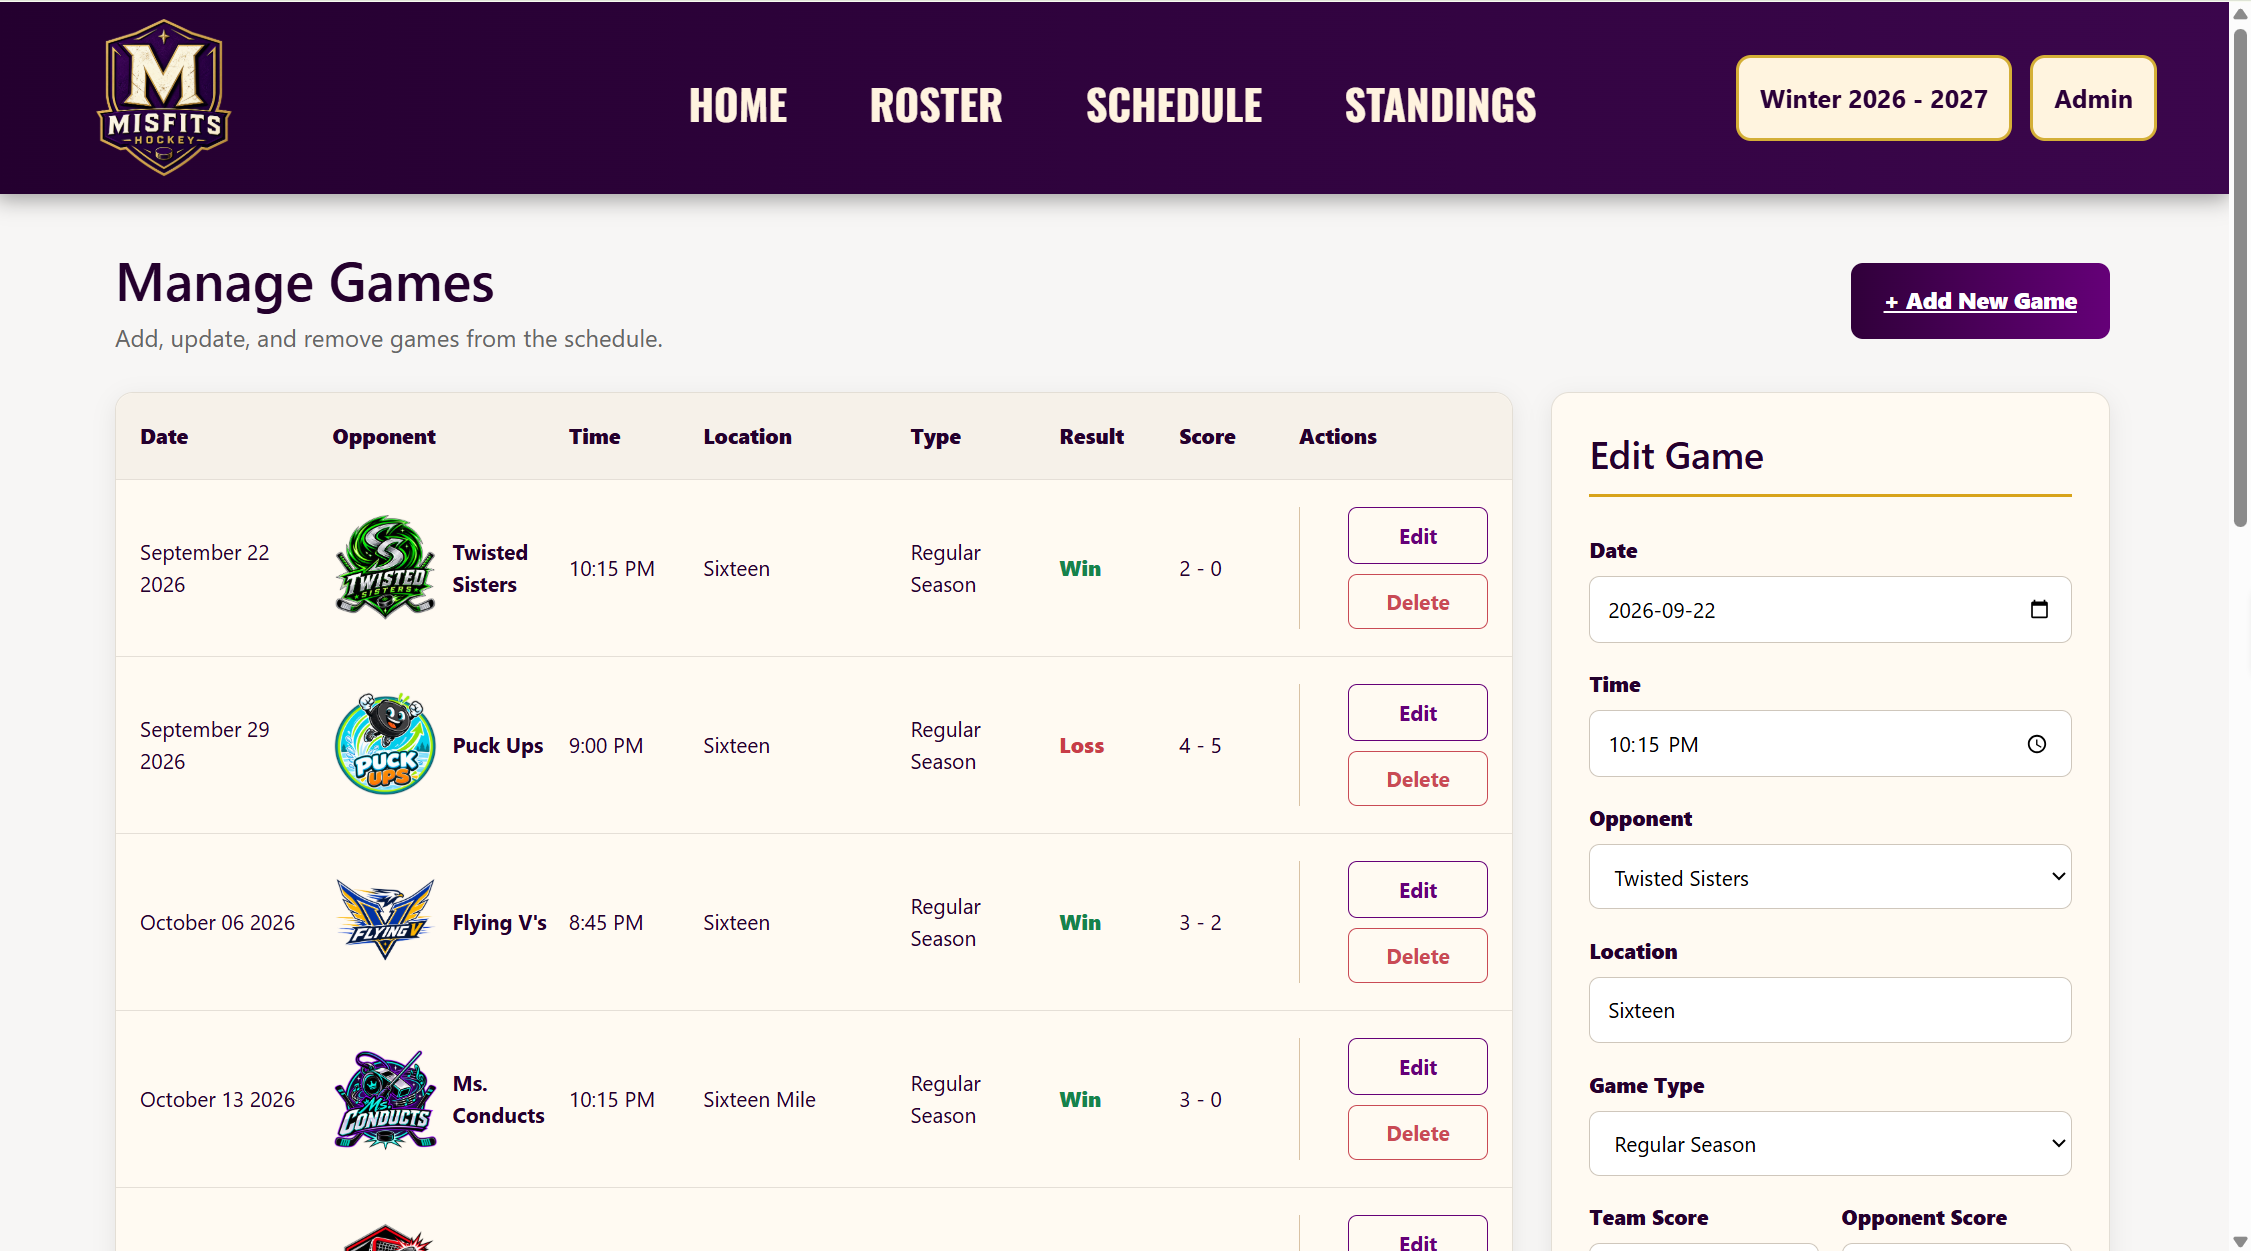 M
MISFITS
HOCKEY
HOME
ROSTER
SCHEDULE
STANDINGS
Winter 2026 - 2027
Admin
Manage Games
Add, update, and remove games from the schedule.
+ Add New Game
Date Opponent Time Location Type Result Score Actions
September 22
2026
S
TWISTED
SISTERS
Twisted
Sisters
10:15 PM
Sixteen
Regular
Season
Win
2 - 0
Edit
Delete
September 29
2026
PUCK
UPS
Puck Ups
9:00 PM
Sixteen
Regular
Season
Loss
4 - 5
Edit
Delete
October 06 2026
FLYING V
Flying V's
8:45 PM
Sixteen
Regular
Season
Win
3 - 2
Edit
Delete
October 13 2026
Ms.
CONDUCTS
Ms.
Conducts
10:15 PM
Sixteen Mile
Regular
Season
Win
3 - 0
Edit
Delete
Edit
Edit Game
Date
2026-09-22
Time
10:15 PM
Opponent
Twisted Sisters
Location
Sixteen
Game Type
Regular Season
Team Score
Opponent Score